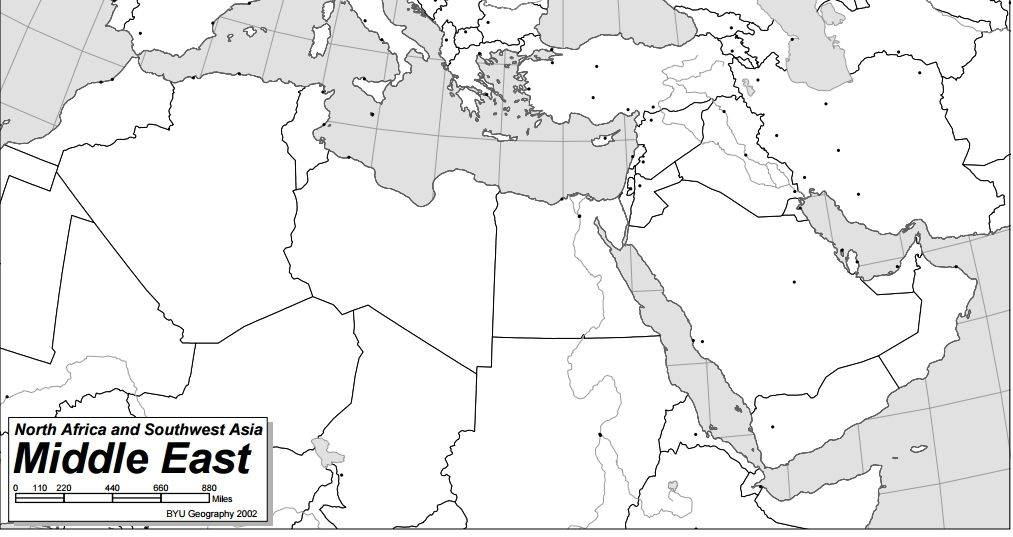 North Africa and Southwest Asia
Middle East
0 110 220 440 660 880
Miles
BYU Geography 2002